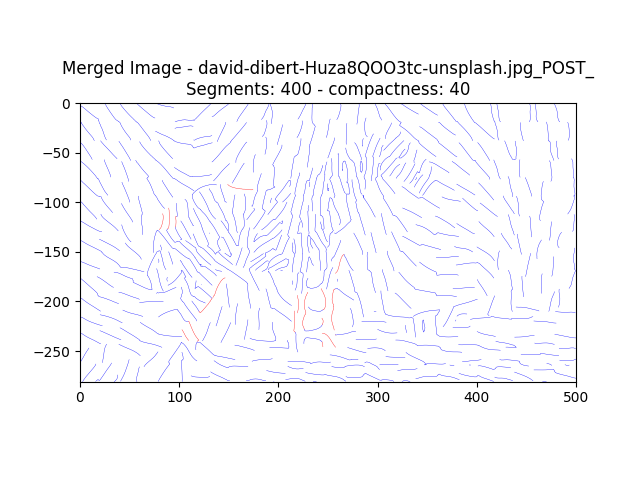 Merged Image - david-dibert-Huza8QOO3tc-unsplash.jpg_POST_
Segments: 400 - compactness: 40
0
−50
−100
−150
−200
−250
0 100 200 300 400 500